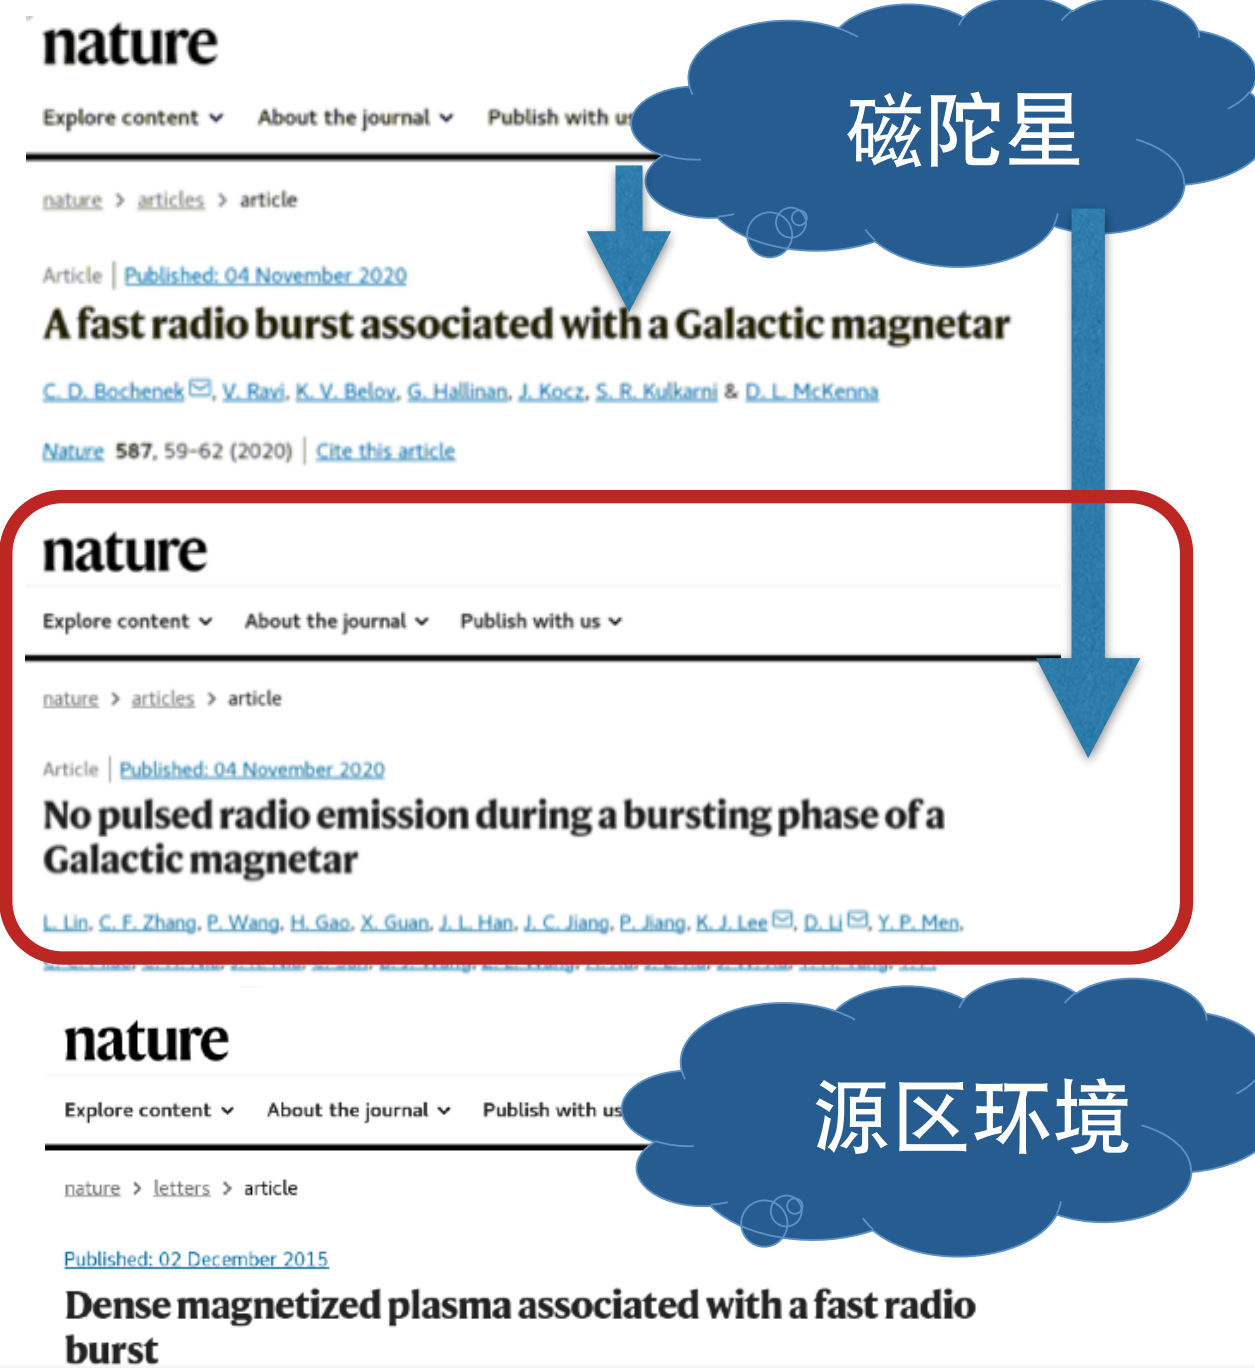 nature
磁陀星
Explore content About the journal Publish with us
nature > articles > article
Article | Published: 04 November 2020
A fast radio burst associated with a Galactic magnetar
C. D. Bochenek, V. Ravi, K. V. Belov, G. Hallinan, J. Kocz, S. R. Kulkarni & D. L. McKenna
Nature 587, 59–62 (2020) | Cite this article
nature
Explore content About the journal Publish with us
nature > articles > article
Article | Published: 04 November 2020
No pulsed radio emission during a bursting phase of a
Galactic magnetar
L. Lin, C. F. Zhang, P. Wang, H. Gao, X. Guan, J. L. Han, J. C. Jiang, P. Jiang, K. J. Lee, D. Li, Y. P. Men,
nature
源区环境
Explore content About the journal Publish with us
nature > letters > article
Published: 02 December 2015
Dense magnetized plasma associated with a fast radio
burst